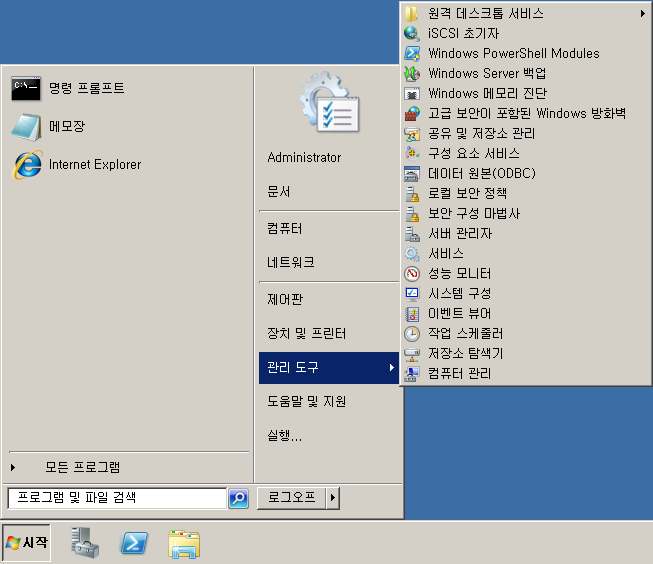 명령 프롬프트
메모장
Internet Explorer
모든 프로그램
프로그램 및 파일 검색
Administrator
문서
컴퓨터
네트워크
제어판
장치 및 프린터
관리 도구
도움말 및 지원
실행...
로그오프
원격 데스크톱 서비스
iSCSI 초기자
Windows PowerShell Modules
Windows Server 백업
Windows 메모리 진단
고급 보안이 포함된 Windows 방화벽
공유 및 저장소 관리
구성 요소 서비스
데이터 원본(ODBC)
로컬 보안 정책
보안 구성 마법사
서버 관리자
서비스
성능 모니터
시스템 구성
이벤트 뷰어
작업 스케줄러
저장소 탐색기
컴퓨터 관리
시작